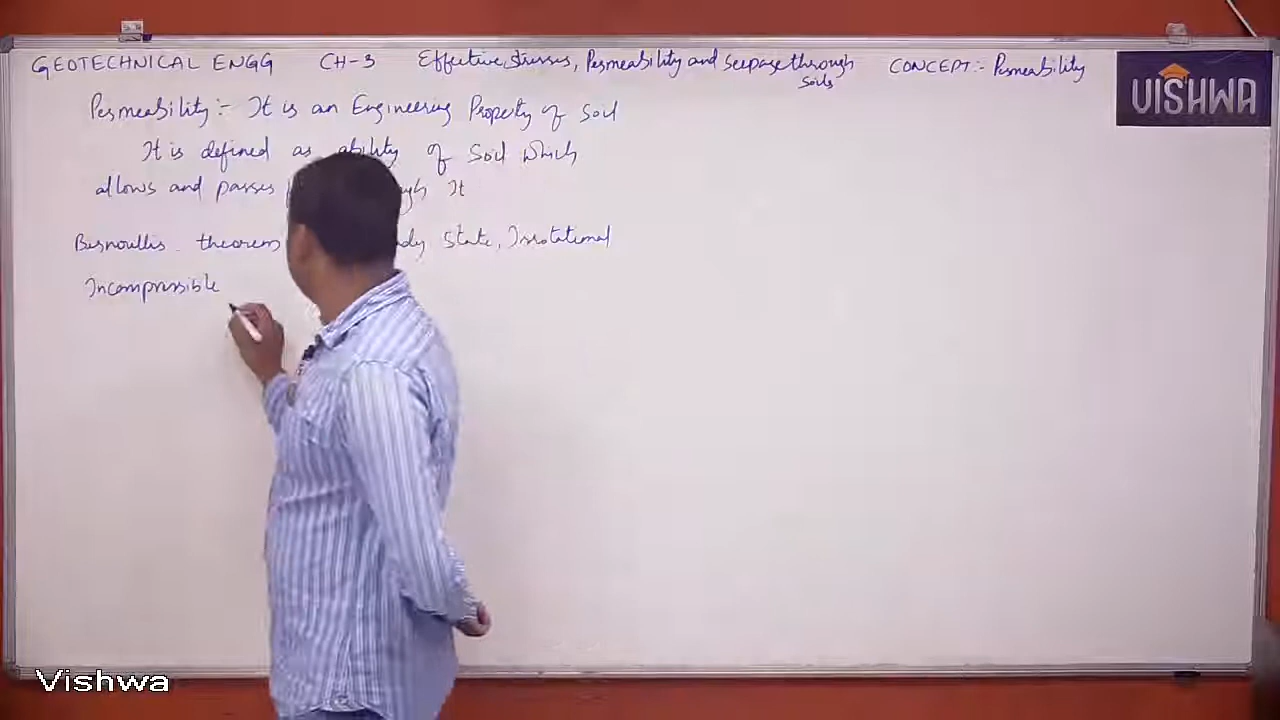 GEOTECHNICAL ENGG CH-3 Effective stresses, Permeability and Seepage through Soils CONCEPT:- Permeability
VISHWA
Permeability:- It is an Engineering Property of Soil
It is defined as ability of Soil which
allows and passes It
Bernoullis theorem State, Irrotational
Incompressible
Vishwa